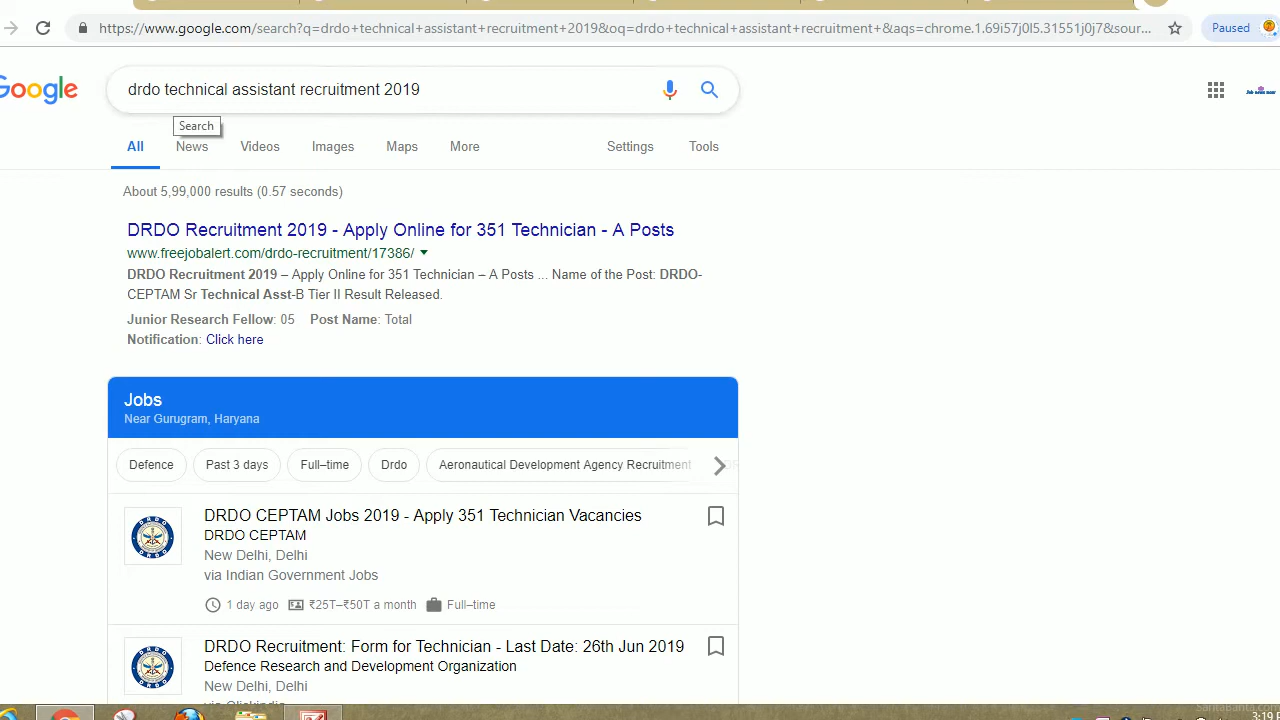 https://www.google.com/search?q=drdo+technical+assistant+recruitment+2019&oq=drdo+technical+assistant+recruitment+&aqs=chrome.1.69i57j0l5.31551j0j7&sour...
Paused
Google
drdo technical assistant recruitment 2019
Search
All
News
Videos
Images
Maps
More
Settings
Tools
About 5,99,000 results (0.57 seconds)
DRDO Recruitment 2019 - Apply Online for 351 Technician - A Posts
www.freejobalert.com/drdo-recruitment/17386/
DRDO Recruitment 2019 – Apply Online for 351 Technician – A Posts ... Name of the Post: DRDO-
CEPTAM Sr Technical Asst-B Tier II Result Released.
Junior Research Fellow: 05 Post Name: Total
Notification: Click here
Jobs
Near Gurugram, Haryana
Defence
Past 3 days
Full–time
Drdo
Aeronautical Development Agency Recruitment
DRDO CEPTAM Jobs 2019 - Apply 351 Technician Vacancies
DRDO CEPTAM
New Delhi, Delhi
via Indian Government Jobs
1 day ago ₹25T–₹50T a month Full–time
DRDO Recruitment: Form for Technician - Last Date: 26th Jun 2019
Defence Research and Development Organization
New Delhi, Delhi